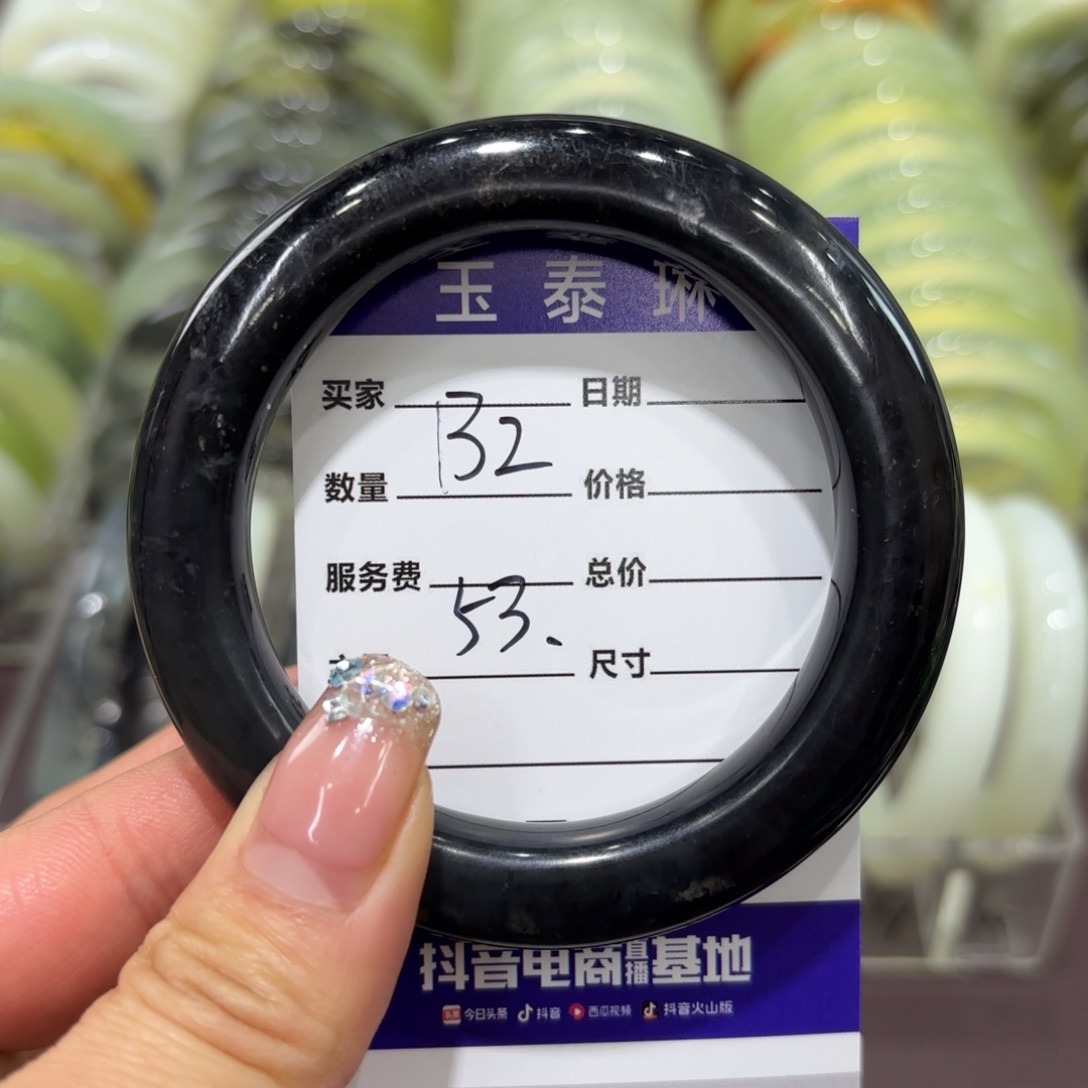 玉 泰 琳
买家 日期
132
数量 价格
服务费 总价
53.
尺寸
抖音电商直播基地
今日头条 抖音 西瓜视频 抖音火山版